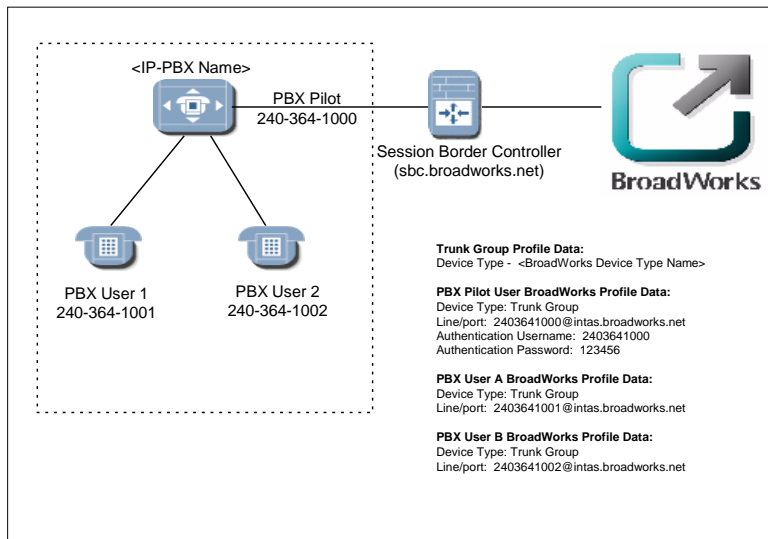 <IP-PBX Name>
PBX Pilot
240-364-1000
Session Border Controller
(sbc.broadworks.net)
BroadWorks
PBX User 1
240-364-1001
PBX User 2
240-364-1002
Trunk Group Profile Data:
Device Type -  <BroadWorks Device Type Name>
PBX Pilot User BroadWorks Profile Data:
Device Type: Trunk Group
Line/port:  2403641000@intas.broadworks.net
Authentication Username:  2403641000
Authentication Password:  123456
PBX User A BroadWorks Profile Data:
Device Type: Trunk Group
Line/port:  2403641001@intas.broadworks.net
PBX User B BroadWorks Profile Data:
Device Type: Trunk Group
Line/port:  2403641002@intas.broadworks.net